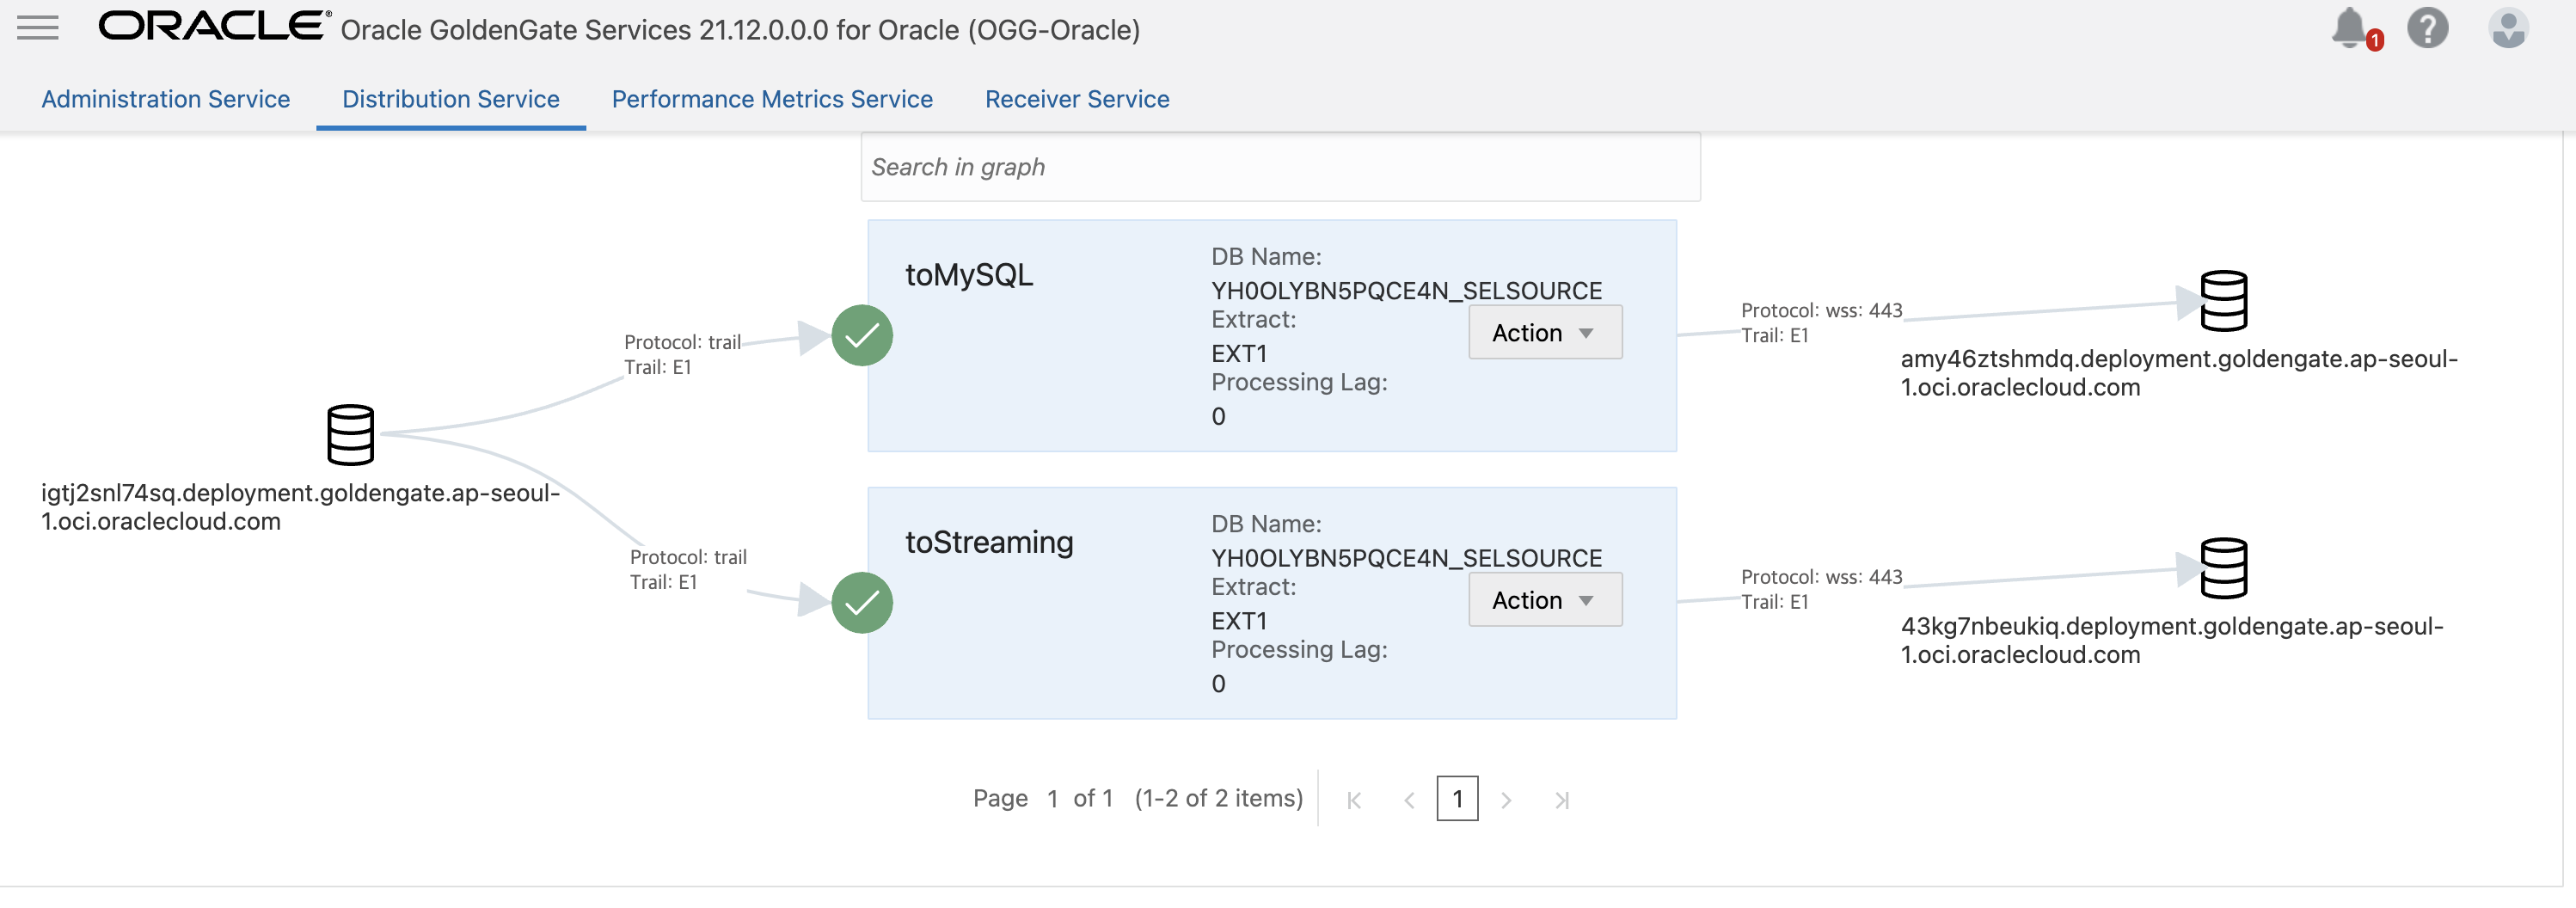 ORACLE® Oracle GoldenGate Services 21.12.0.0.0 for Oracle (OGG-Oracle)
1
?
Administration Service
Distribution Service
Performance Metrics Service
Receiver Service
Search in graph
toMySQL
DB Name:
YH0OLYBN5PQCE4N_SELSOURCE
Extract:
EXT1
Processing Lag:
0
Action
Protocol: trail
Trail: E1
Protocol: wss: 443
Trail: E1
amy46ztshmdq.deployment.goldengate.ap-seoul-
1.oci.oraclecloud.com
igtj2snl74sq.deployment.goldengate.ap-seoul-
1.oci.oraclecloud.com
Protocol: trail
Trail: E1
toStreaming
DB Name:
YH0OLYBN5PQCE4N_SELSOURCE
Extract:
EXT1
Processing Lag:
0
Action
Protocol: wss: 443
Trail: E1
43kg7nbeukiq.deployment.goldengate.ap-seoul-
1.oci.oraclecloud.com
Page 1 of 1 (1-2 of 2 items) 1